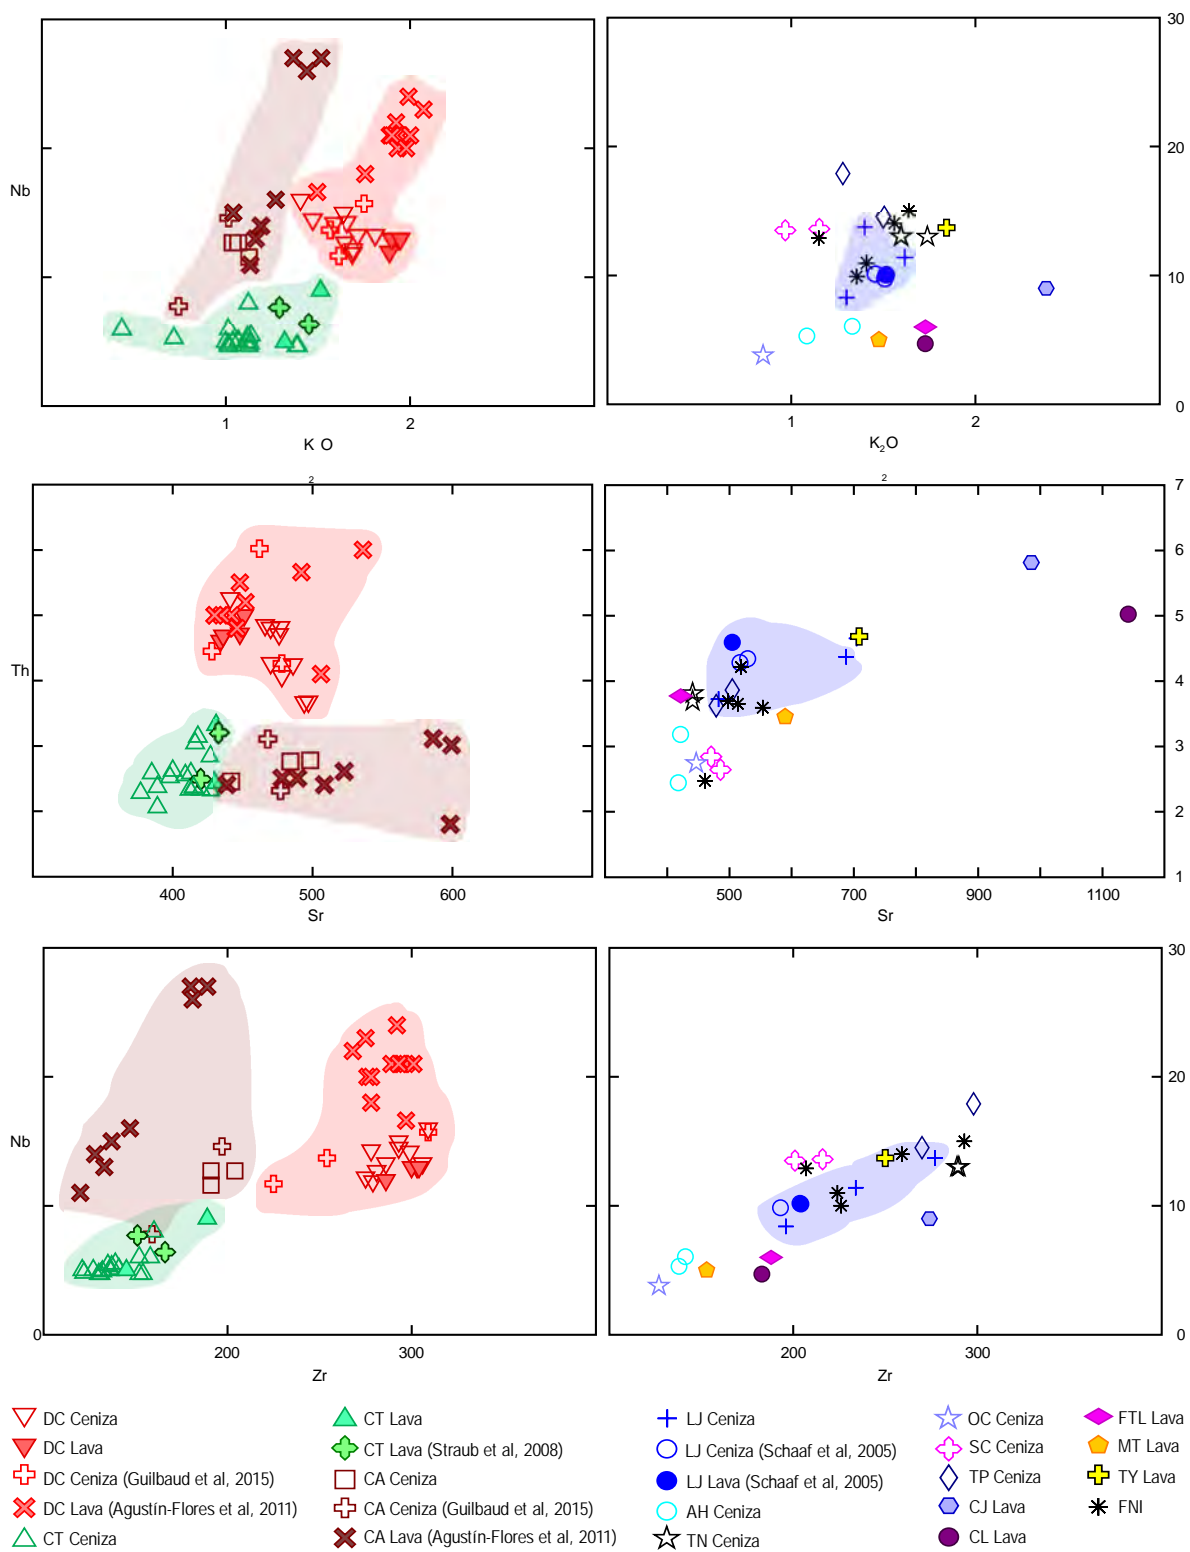 30
20
Nb
10
0
1
2
1
2
K O
K₂O
2
2
7
6
5
Th
4
3
2
1
400
500
600
500
700
900
1100
Sr
Sr
30
20
Nb
10
0
0
200
300
200
300
Zr
Zr
DC Ceniza
DC Lava
DC Ceniza (Guilbaud et al, 2015)
DC Lava (Agustín-Flores et al, 2011)
CT Ceniza
CT Lava
CT Lava (Straub et al, 2008)
CA Ceniza
CA Ceniza (Guilbaud et al, 2015)
CA Lava (Agustín-Flores et al, 2011)
LJ Ceniza
LJ Ceniza (Schaaf et al, 2005)
LJ Lava (Schaaf et al, 2005)
AH Ceniza
TN Ceniza
OC Ceniza
SC Ceniza
TP Ceniza
CJ Lava
CL Lava
FTL Lava
MT Lava
TY Lava
FNI